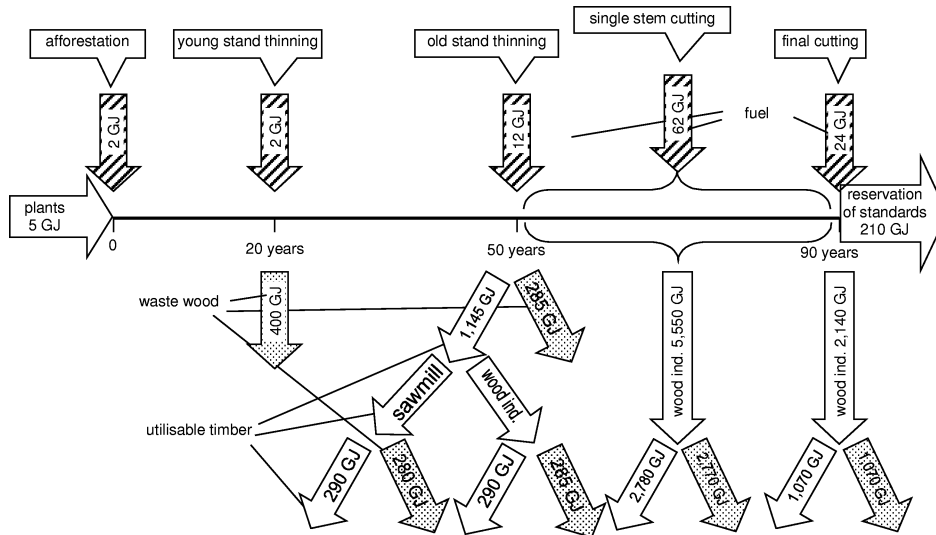 single stem cutting
afforestation
young stand thinning
old stand thinning
final cutting
2 GJ
2 GJ
12 GJ
62 GJ
fuel
24 GJ
plants
5 GJ
reservation
of standards
210 GJ
0
20 years
50 years
90 years
waste wood
400 GJ
1,145 GJ
285 GJ
wood ind. 5,550 GJ
wood ind. 2,140 GJ
sawmill
wood ind.
utilisable timber
290 GJ
280 GJ
290 GJ
285 GJ
2,780 GJ
2,770 GJ
1,070 GJ
1,070 GJ